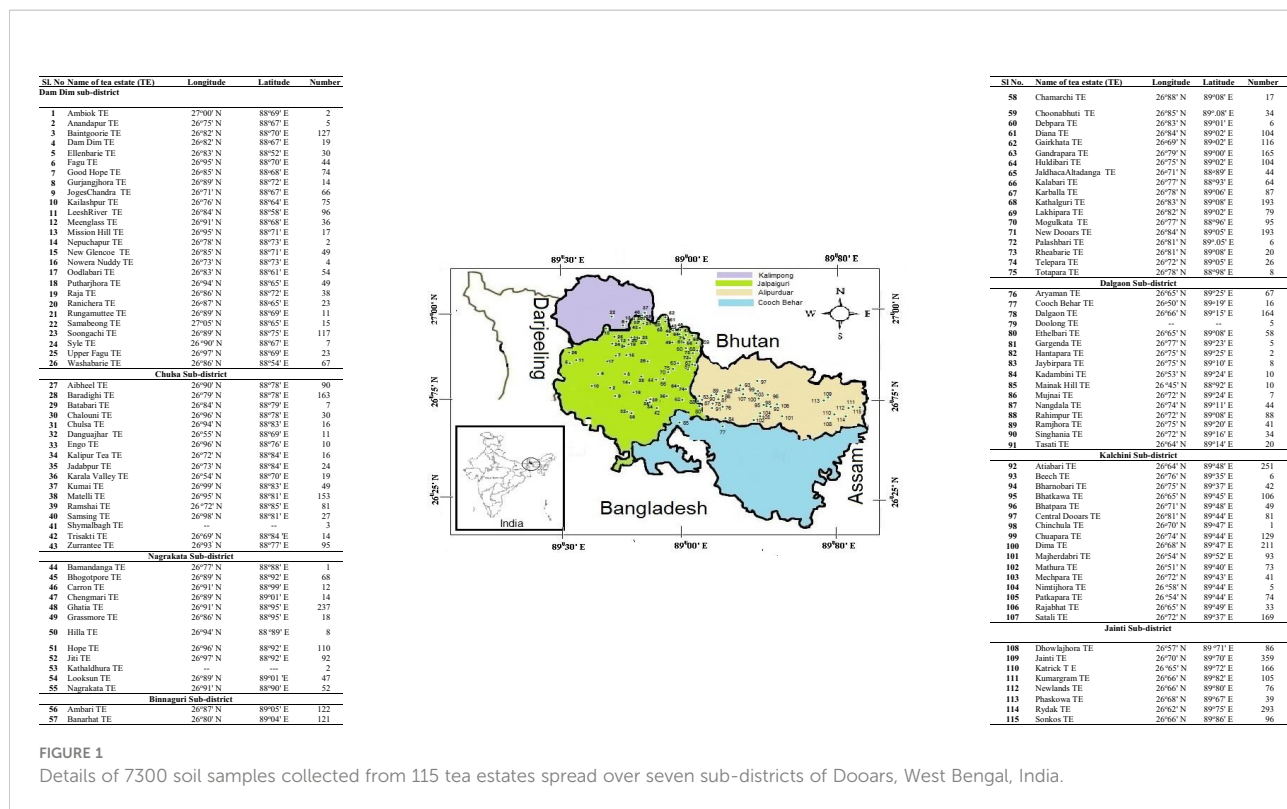 Sl. No Name of tea estate (TE) Longitude Latitude Number
Dam Dim sub-district
1 Ambiok TE 27°00' N 88°69' E 2
2 Anandapur TE 26°75' N 88°67' E 5
3 Baintgoorie TE 26°82' N 88°70' E 127
4 Dam Dim TE 26°82' N 88°67' E 19
5 Ellenbarie TE 26°83' N 88°52' E 30
6 Fagu TE 26°95' N 88°70' E 44
7 Good Hope TE 26°85' N 88°68' E 74
8 Gurjangjhora TE 26°89' N 88°72' E 14
9 JogesChandra TE 26°71' N 88°67' E 66
10 Kailashpur TE 26°76' N 88°64' E 75
11 LeeshRiver TE 26°84' N 88°58' E 96
12 Meenglass TE 26°91' N 88°68' E 36
13 Mission Hill TE 26°95' N 88°71' E 17
14 Nepuchapur TE 26°78' N 88°73' E 2
15 New Glencoe TE 26°85' N 88°71' E 49
16 Nowera Nuddy TE 26°73' N 88°73' E 4
17 Oodlabari TE 26°83' N 88°61' E 54
18 Putharjhora TE 26°94' N 88°65' E 49
19 Raja TE 26°86' N 88°72' E 38
20 Ranichera TE 26°87' N 88°65' E 23
21 Rungamuttee TE 26°89' N 88°69' E 11
22 Samabeong TE 27°05' N 88°65' E 15
23 Soongachi TE 26°89' N 88°75' E 117
24 Syle TE 26°90' N 88°67' E 7
25 Upper Fagu TE 26°97' N 88°69' E 23
26 Washabarie TE 26°86' N 88°54' E 67
Chulsa Sub-district
27 Aibheel TE 26°90' N 88°78' E 90
28 Baradighi TE 26°79' N 88°78' E 163
29 Batabari TE 26°84' N 88°79' E 7
30 Chalouni TE 26°96' N 88°78' E 30
31 Chulsa TE 26°94' N 88°83' E 16
32 Danguajhar TE 26°55' N 88°69' E 11
33 Engo TE 26°96' N 88°76' E 10
34 Kalipur Tea TE 26°72' N 88°84' E 16
35 Jadabpur TE 26°73' N 88°84' E 24
36 Karala Valley TE 26°54' N 88°70' E 19
37 Kumai TE 26°99' N 88°83' E 49
38 Matelli TE 26°95' N 88°81' E 153
39 Ramshai TE 26°72' N 88°85' E 81
40 Samsing TE 26°98' N 88°81' E 27
41 Shymalbagh TE -- -- 3
42 Trisakti TE 26°69' N 88°84 'E 14
43 Zurrantee TE 26°93' N 88°77' E 95
Nagrakata Sub-district
44 Bamandanga TE 26°77' N 88°88' E 1
45 Bhogotpore TE 26°89' N 88°92' E 68
46 Carron TE 26°91' N 88°99' E 12
47 Chengmari TE 26°89' N 89°01' E 14
48 Ghatia TE 26°91' N 88°95' E 237
49 Grassmore TE 26°86' N 88°95' E 18
50 Hilla TE 26°94' N 88 °89' E 8
51 Hope TE 26°96' N 88°92' E 110
52 Jiti TE 26°97' N 88°92' E 92
53 Kathaldhura TE -- --- 2
54 Looksun TE 26°89' N 89°01 'E 47
55 Nagrakata TE 26°91' N 88°90' E 52
Binnaguri Sub-district
56 Ambari TE 26°87' N 89°05' E 122
57 Banarhat TE 26°80' N 89°04' E 121
89°30' E 89°00' E 89°80' E
Kalimpong
Jalpaiguri
Alipurduar
Cooch Behar
N
W E
S
27°00' N
26°75' N
26°25' N
Darjeeling
Bhutan
Assam
Bangladesh
India
27°00' N
26°75' N
26°25' N
89°30' E 89°00' E 89°80' E
Sl No. Name of tea estate (TE) Longitude Latitude Number
58 Chamarchi TE 26°88' N 89°08' E 17
59 Choonabhuti TE 26°85' N 89°.08' E 34
60 Debpara TE 26°83' N 89°01' E 6
61 Diana TE 26°84' N 89°02' E 104
62 Gairkhata TE 26°69' N 89°02' E 116
63 Gandrapara TE 26°79' N 89°00' E 165
64 Huldibari TE 26°75' N 89°02' E 104
65 JaldhacaAltadanga TE 26°71' N 88°89' E 44
66 Kalabari TE 26°77' N 88°93' E 64
67 Karballa TE 26°78' N 89°06' E 87
68 Kathalguri TE 26°83' N 89°08' E 193
69 Lakhipara TE 26°82' N 89°02' E 79
70 Mogulkata TE 26°77' N 88°96' E 95
71 New Dooars TE 26°84' N 89°05' E 193
72 Palashbari TE 26°81' N 89°.05' E 6
73 Rheabarie TE 26°81' N 89°08' E 20
74 Telepara TE 26°72' N 89°05' E 26
75 Totapara TE 26°78' N 88°98' E 8
Dalgaon Sub-district
76 Aryaman TE 26°65' N 89°25' E 67
77 Cooch Behar TE 26°50' N 89°19' E 16
78 Dalgaon TE 26°66' N 89°15' E 164
79 Doolong TE -- -- 5
80 Ethelbari TE 26°65' N 89°08' E 58
81 Gargenda TE 26°77' N 89°23' E 5
82 Hantapara TE 26°75' N 89°25' E 2
83 Jaybirpara TE 26°75' N 89°10' E 8
84 Kadambini TE 26°53' N 89°24' E 10
85 Mainak Hill TE 26 °45' N 88°92' E 10
86 Mujnai TE 26°72' N 89°24' E 7
87 Nangdala TE 26°74' N 89°11' E 44
88 Rahimpur TE 26°72' N 89°08' E 88
89 Ramjhora TE 26°75' N 89°20' E 41
90 Singhania TE 26°72' N 89°16' E 34
91 Tasati TE 26°64' N 89°14' E 20
Kalchini Sub-district
92 Atiabari TE 26°64' N 89°48' E 251
93 Beech TE 26°76' N 89°35' E 6
94 Bharnobari TE 26°75' N 89°37' E 42
95 Bhatkawa TE 26°65' N 89°45' E 106
96 Bhatpara TE 26°71' N 89°48' E 49
97 Central Dooars TE 26°81' N 89°44' E 81
98 Chinchula TE 26°70' N 89°47' E 1
99 Chuapara TE 26°74' N 89°44' E 129
100 Dima TE 26°68' N 89°47' E 211
101 Majherdabri TE 26°54' N 89°52' E 93
102 Mathura TE 26°51' N 89°40' E 73
103 Mechpara TE 26°72' N 89°43' E 41
104 Nimtijhora TE 26 °58' N 89°44' E 5
105 Patkapara TE 26°54' N 89°44' E 74
106 Rajabhat TE 26°65' N 89°49' E 33
107 Satali TE 26°72' N 89°37' E 169
Jainti Sub-district
108 Dhowlajhora TE 26°57' N 89 °71' E 86
109 Jainti TE 26°70' N 89°70' E 359
110 Katrick T E 26 °65' N 89°72' E 166
111 Kumargram TE 26°66' N 89°82' E 105
112 Newlands TE 26°66' N 89°80' E 76
113 Phaskowa TE 26°68' N 89°67' E 39
114 Rydak TE 26°62' N 89°75' E 293
115 Sonkos TE 26°66' N 89°86' E 96
FIGURE 1
Details of 7300 soil samples collected from 115 tea estates spread over seven sub-districts of Dooars, West Bengal, India.